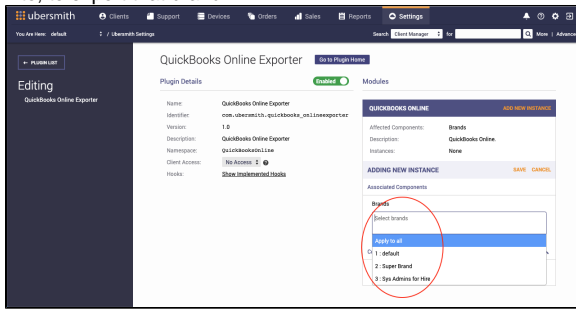 ubersmith
Clients
Support
Devices
Orders
Sales
Reports
Settings
You Are Here: default / Ubersmith Settings
Search Client Manager for More | Advance
← PLUGIN LIST
Editing
QuickBooks Online Exporter
QuickBooks Online Exporter Go to Plugin Home
Plugin Details Enabled
Name: QuickBooks Online Exporter
Identifier: com.ubersmith.quickbooks_onlineexporter
Version: 1.0
Description: QuickBooks Online Exporter
Namespace: QuickbooksOnline
Client Access: No Access
Hooks: Show Implemented Hooks
Modules
QUICKBOOKS ONLINE ADD NEW INSTANCE
Affected Components: Brands
Description: QuickBooks Online.
Instances: None
ADDING NEW INSTANCE SAVE CANCEL
Associated Components
Brands
Select brands
Apply to all
1 : default
2 : Super Brand
3 : Sys Admins for Hire